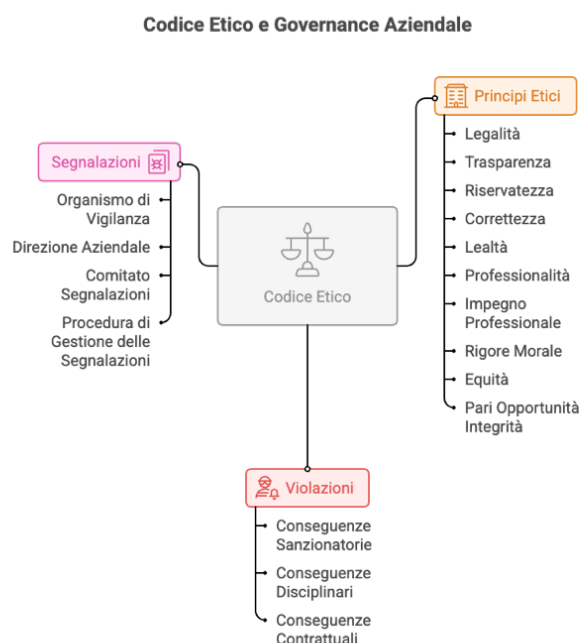 Codice Etico e Governance Aziendale
Principi Etici
Legalità
Trasparenza
Riservatezza
Correttezza
Lealtà
Professionalità
Impegno
Professionale
Rigore Morale
Equità
Pari Opportunità
Integrità
Segnalazioni
Organismo di
Vigilanza
Direzione Aziendale
Comitato
Segnalazioni
Procedura di
Gestione delle
Segnalazioni
Codice Etico
Violazioni
Conseguenze
Sanzionatorie
Conseguenze
Disciplinari
Conseguenze
Contrattuali